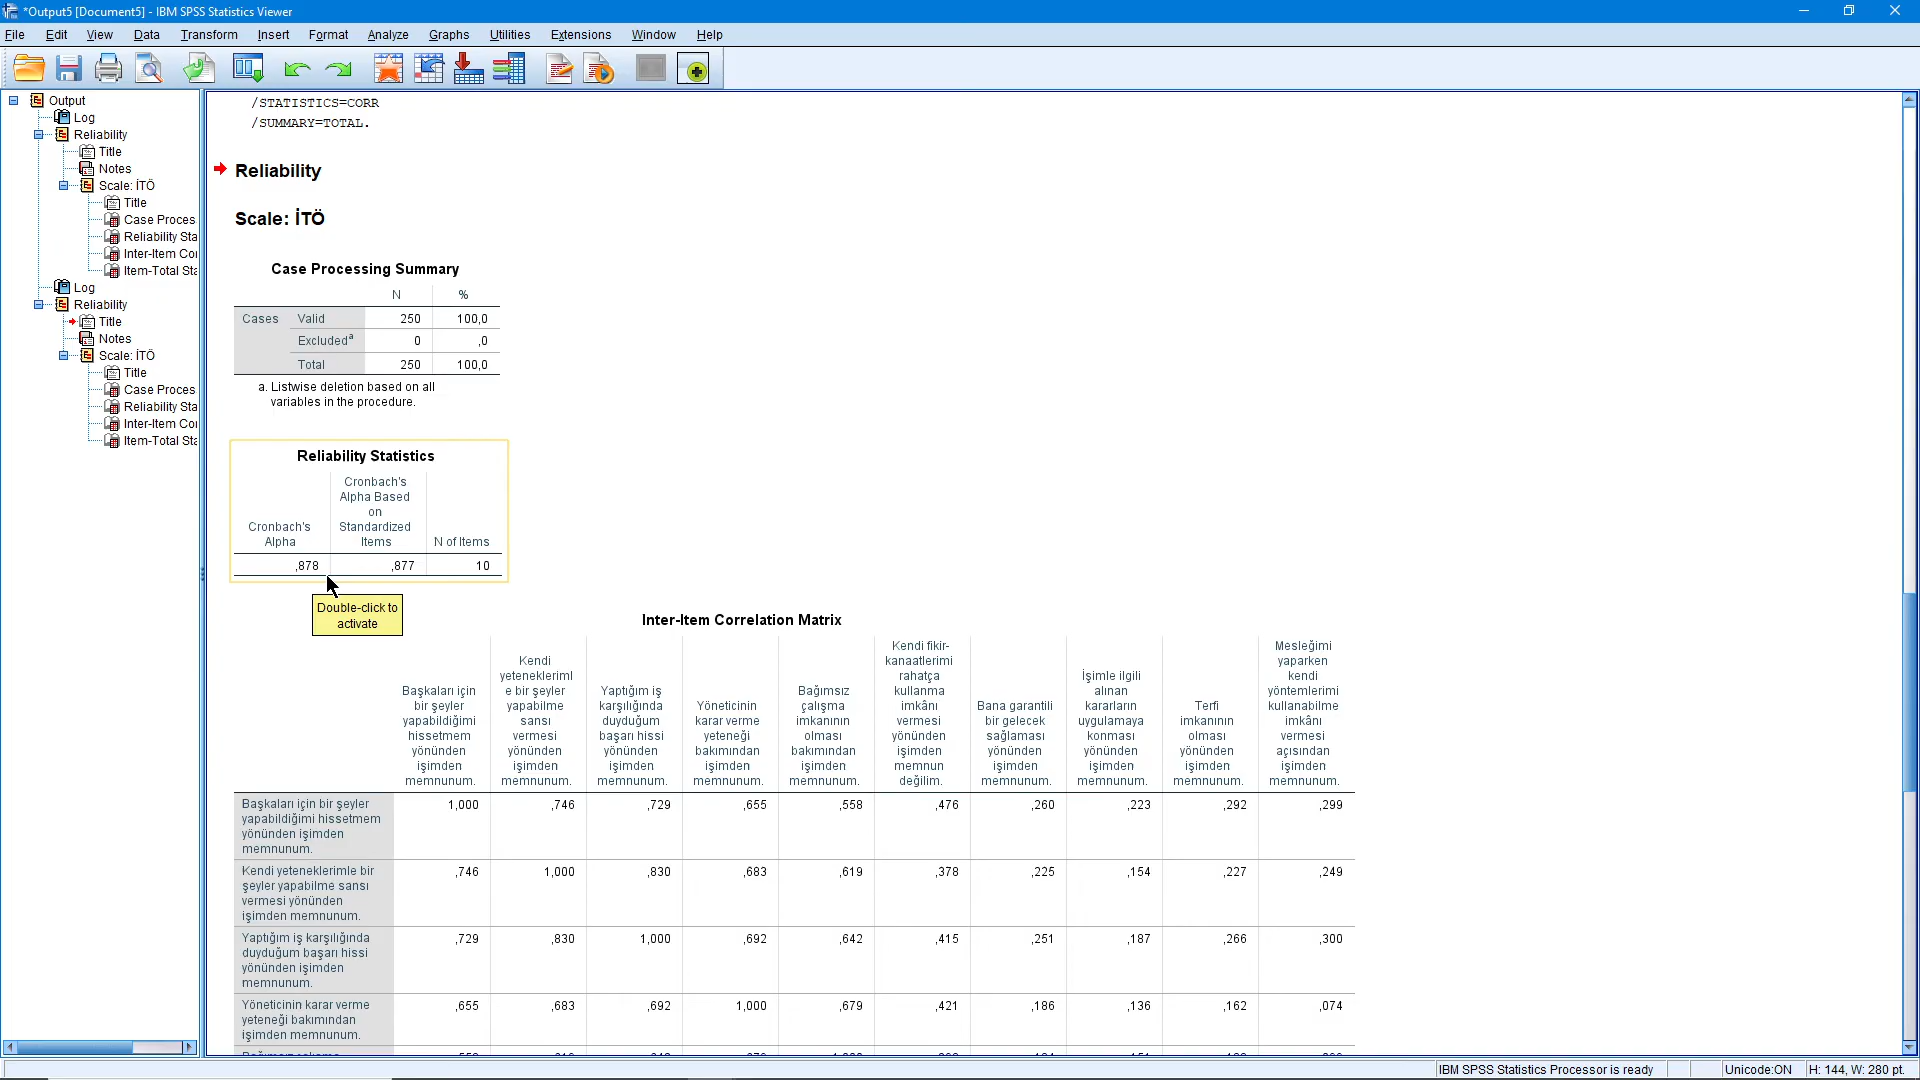 *Output5 [Document5] - IBM SPSS Statistics Viewer
File Edit View Data Transform Insert Format Analyze Graphs Utilities Extensions Window Help
Output
Log
Reliability
Title
Notes
Scale: İTÖ
Title
Case Proces
Reliability Sta
Inter-Item Co
Item-Total Sta
Log
Reliability
Title
Notes
Scale: İTÖ
Title
Case Proces
Reliability Sta
Inter-Item Co
Item-Total Sta
/STATISTICS=CORR
/SUMMARY=TOTAL.
Reliability
Scale: İTÖ
Case Processing Summary
N %
Cases Valid 250 100,0
Excludedª 0 ,0
Total 250 100,0
a. Listwise deletion based on all
variables in the procedure.
Reliability Statistics
Cronbach's
Alpha
Cronbach's
Alpha Based
on
Standardized
Items
N of Items
,878 ,877 10
Double-click to
activate
Inter-Item Correlation Matrix
Başkaları için
bir şeyler
yapabildiğimi
hissetmem
yönünden
işimden
memnunum.
Kendi
yeteneklerimi
e bir şeyler
yapabilme
sansı
vermesi
yönünden
işimden
memnunum.
Yaptığım iş
karşılığında
duyduğum
başarı hissi
yönünden
işimden
memnunum.
Yöneticinin
karar verme
yeteneği
bakımından
işimden
memnunum.
Bağımsız
çalışma
imkanının
olması
bakımından
işimden
memnunum.
Kendi fikir-
kanaatlerimi
rahatça
kullanma
imkânı
vermesi
yönünden
işimden
memnun
değilim.
Bana garantili
bir gelecek
sağlaması
yönünden
işimden
memnunum.
İşimle ilgili
alınan
kararların
uygulamaya
konması
yönünden
işimden
memnunum.
Terfi
imkanının
olması
yönünden
işimden
memnunum.
Mesleğimi
yaparken
kendi
yöntemlerimi
kullanabilme
imkânı
vermesi
açısından
işimden
memnunum.
Başkaları için bir şeyler
yapabildiğimi hissetmem
yönünden işimden
memnunum.
1,000 ,746 ,729 ,655 ,558 ,476 ,260 ,223 ,292 ,299
Kendi yeteneklerimle bir
şeyler yapabilme sansı
vermesi yönünden
işimden memnunum.
,746 1,000 ,830 ,683 ,619 ,378 ,225 ,154 ,227 ,249
Yaptığım iş karşılığında
duyduğum başarı hissi
yönünden işimden
memnunum.
,729 ,830 1,000 ,692 ,642 ,415 ,251 ,187 ,266 ,300
Yöneticinin karar verme
yeteneği bakımından
işimden memnunum.
,655 ,683 ,692 1,000 ,679 ,421 ,186 ,136 ,162 ,074
IBM SPSS Statistics Processor is ready Unicode:ON H: 144, W: 280 pt.